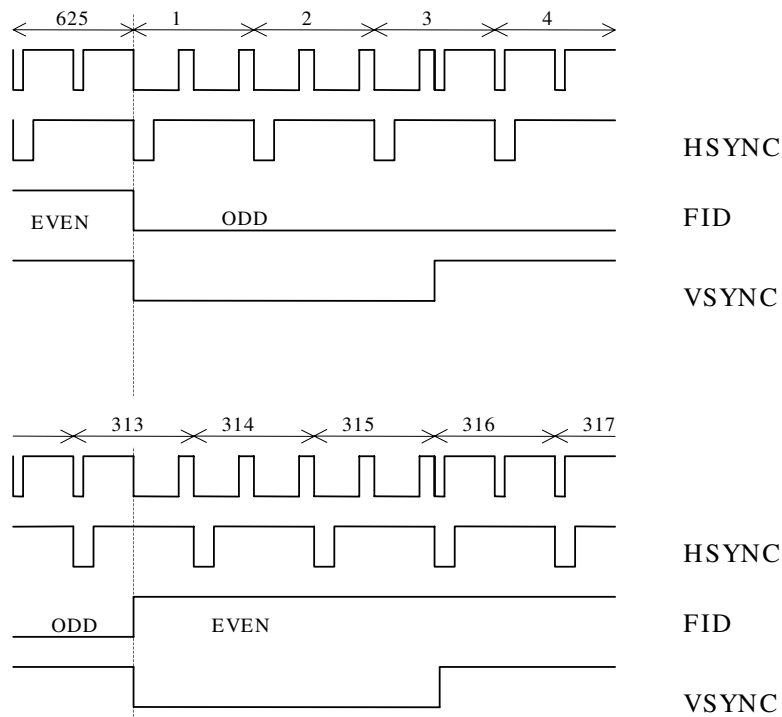 625 1 2 3 4
HSYNC
FID
EVEN ODD
VSYNC
313 314 315 316 317
HSYNC
ODD EVEN FID
VSYNC